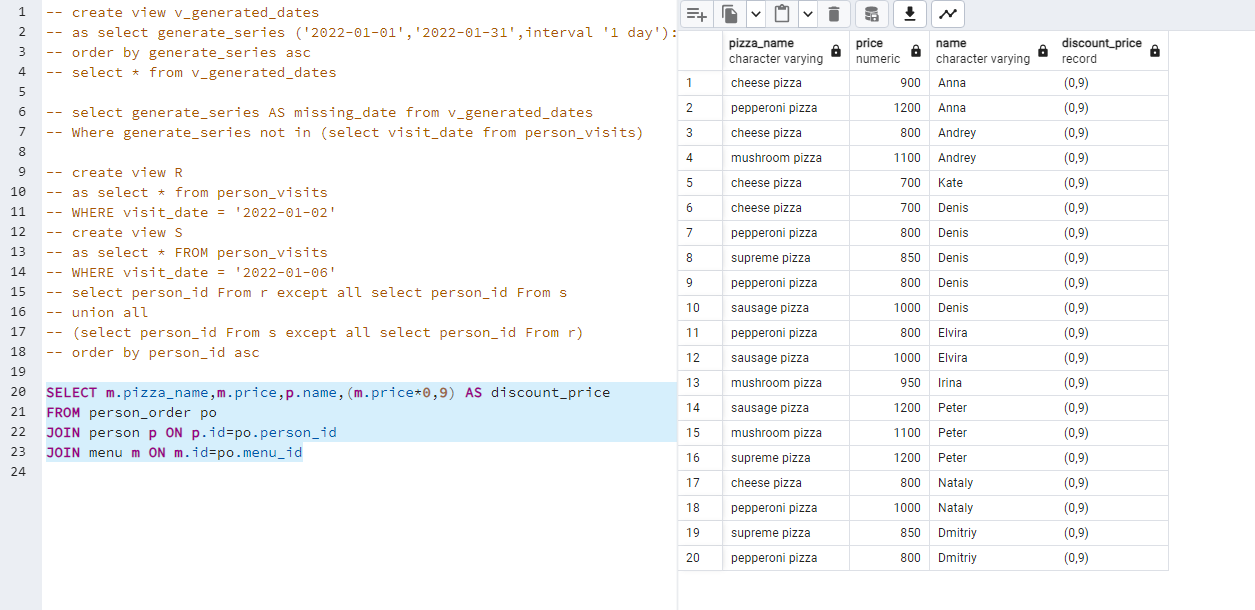 1 -- create view v_generated_dates
2 -- as select generate_series ('2022-01-01','2022-01-31',interval '1 day'):
3 -- order by generate_series asc
4 -- select * from v_generated_dates
5
6 -- select generate_series AS missing_date from v_generated_dates
7 -- Where generate_series not in (select visit_date from person_visits)
8
9 -- create view R
10 -- as select * from person_visits
11 -- WHERE visit_date = '2022-01-02'
12 -- create view S
13 -- as select * FROM person_visits
14 -- WHERE visit_date = '2022-01-06'
15 -- select person_id From r except all select person_id From s
16 -- union all
17 -- (select person_id From s except all select person_id From r)
18 -- order by person_id asc
19
20 SELECT m.pizza_name,m.price,p.name,(m.price*0,9) AS discount_price
21 FROM person_order po
22 JOIN person p ON p.id=po.person_id
23 JOIN menu m ON m.id=po.menu_id
24
pizza_name price name discount_price
character varying numeric character varying record
1 cheese pizza 900 Anna (0,9)
2 pepperoni pizza 1200 Anna (0,9)
3 cheese pizza 800 Andrey (0,9)
4 mushroom pizza 1100 Andrey (0,9)
5 cheese pizza 700 Kate (0,9)
6 cheese pizza 700 Denis (0,9)
7 pepperoni pizza 800 Denis (0,9)
8 supreme pizza 850 Denis (0,9)
9 pepperoni pizza 800 Denis (0,9)
10 sausage pizza 1000 Denis (0,9)
11 pepperoni pizza 800 Elvira (0,9)
12 sausage pizza 1000 Elvira (0,9)
13 mushroom pizza 950 Irina (0,9)
14 sausage pizza 1200 Peter (0,9)
15 mushroom pizza 1100 Peter (0,9)
16 supreme pizza 1200 Peter (0,9)
17 cheese pizza 800 Nataly (0,9)
18 pepperoni pizza 1000 Nataly (0,9)
19 supreme pizza 850 Dmitriy (0,9)
20 pepperoni pizza 800 Dmitriy (0,9)